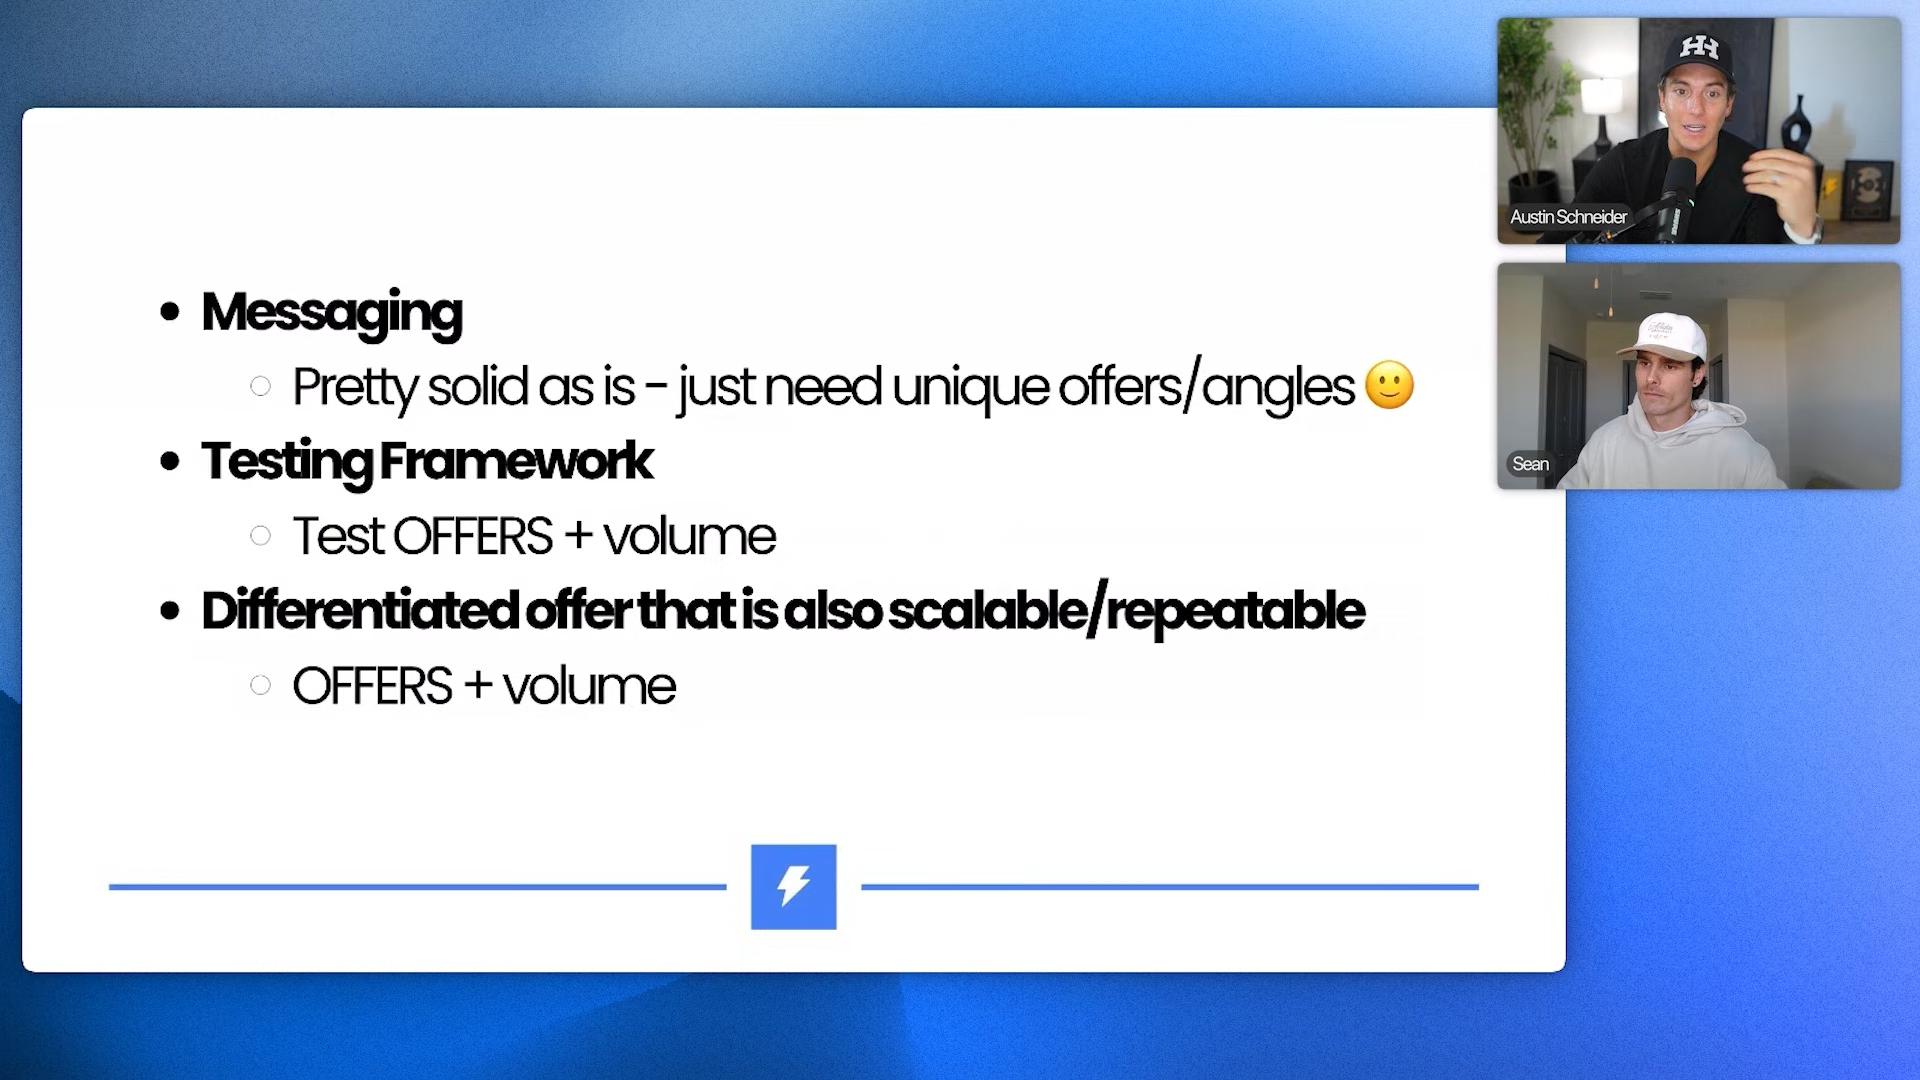 Messaging
Pretty solid as is - just need unique offers/angles 🙂
Testing Framework
Test OFFERS + volume
Differentiated offer that is also scalable/repeatable
OFFERS + volume
Austin Schneider
Sean